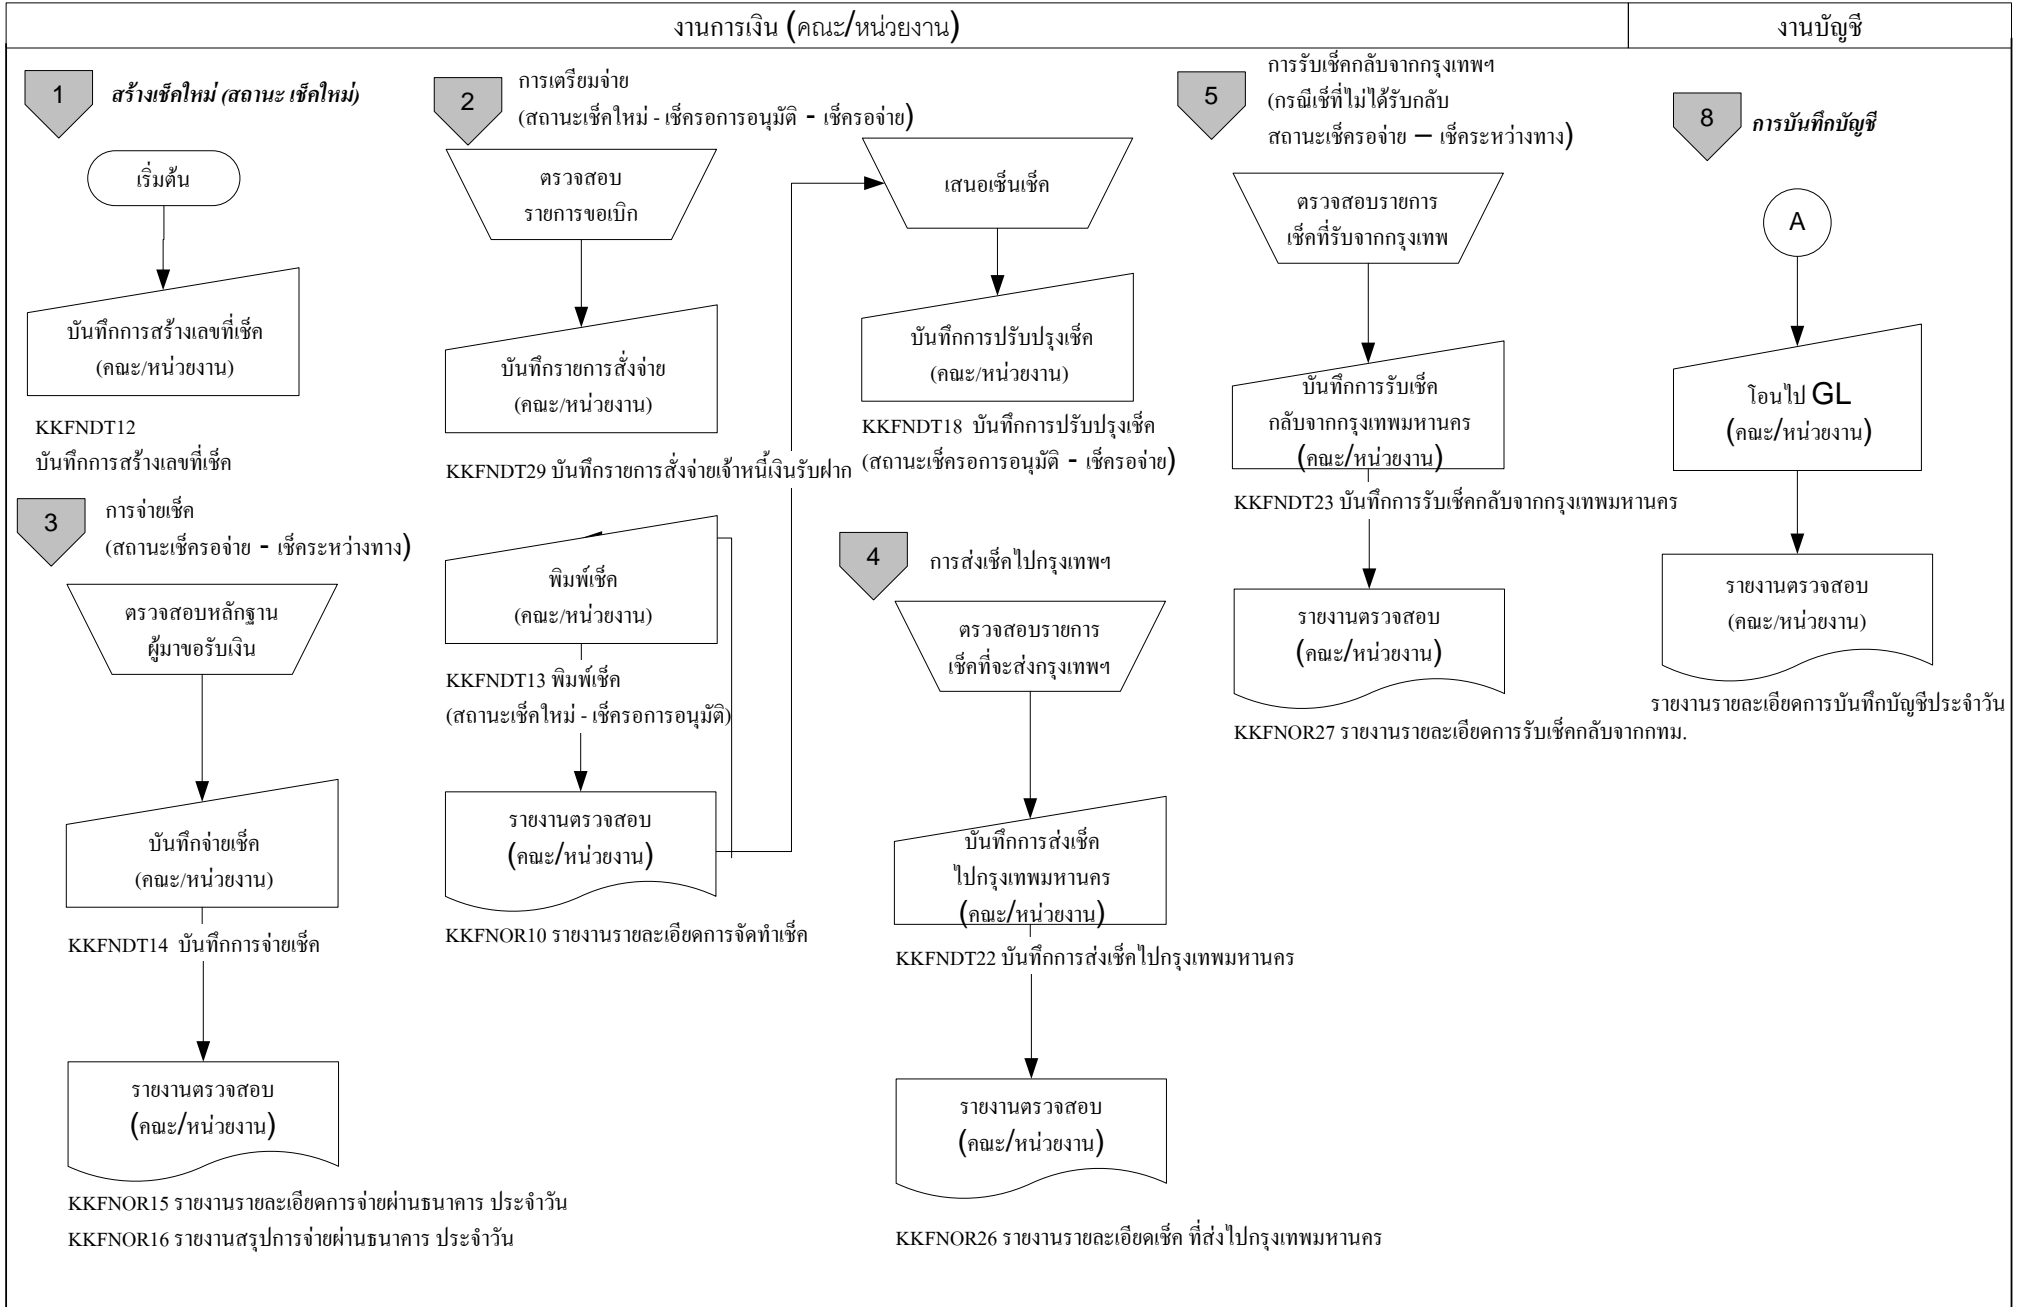 งานการเงิน (คณะ/หน่วยงาน)
งานบัญชี
1
สร้างเช็คใหม่ (สถานะ เช็คใหม่)
เริ่มต้น
บันทึกการสร้างเลขที่เช็ค
(คณะ/หน่วยงาน)
KKFNDT12
บันทึกการสร้างเลขที่เช็ค
2
การเตรียมจ่าย
(สถานะเช็คใหม่ - เช็ครอการอนุมัติ - เช็ครอจ่าย)
ตรวจสอบ
รายการขอเบิก
บันทึกรายการสั่งจ่าย
(คณะ/หน่วยงาน)
KKFNDT29 บันทึกรายการสั่งจ่ายเจ้าหนี้เงินรับฝาก
พิมพ์เช็ค
(คณะ/หน่วยงาน)
KKFNDT13 พิมพ์เช็ค
(สถานะเช็คใหม่ - เช็ครอการอนุมัติ)
รายงานตรวจสอบ
(คณะ/หน่วยงาน)
KKFNOR10 รายงานรายละเอียดการจัดทำเช็ค
เสนอเซ็นเช็ค
บันทึกการปรับปรุงเช็ค
(คณะ/หน่วยงาน)
KKFNDT18 บันทึกการปรับปรุงเช็ค
(สถานะเช็ครอการอนุมัติ - เช็ครอจ่าย)
3
การจ่ายเช็ค
(สถานะเช็ครอจ่าย - เช็คระหว่างทาง)
ตรวจสอบหลักฐาน
ผู้มาขอรับเงิน
บันทึกจ่ายเช็ค
(คณะ/หน่วยงาน)
KKFNDT14 บันทึกการจ่ายเช็ค
รายงานตรวจสอบ
(คณะ/หน่วยงาน)
KKFNOR15 รายงานรายละเอียดการจ่ายผ่านธนาคาร ประจำวัน
KKFNOR16 รายงานสรุปการจ่ายผ่านธนาคาร ประจำวัน
4
การส่งเช็คไปกรุงเทพฯ
ตรวจสอบรายการ
เช็คที่จะส่งกรุงเทพฯ
บันทึกการส่งเช็ค
ไปกรุงเทพมหานคร
(คณะ/หน่วยงาน)
KKFNDT22 บันทึกการส่งเช็คไปกรุงเทพมหานคร
รายงานตรวจสอบ
(คณะ/หน่วยงาน)
KKFNOR26 รายงานรายละเอียดเช็ค ที่ส่งไปกรุงเทพมหานคร
5
การรับเช็คกลับจากกรุงเทพฯ
(กรณีเช็ที่ไม่ได้รับกลับ
สถานะเช็ครอจ่าย – เช็คระหว่างทาง)
ตรวจสอบรายการ
เช็คที่รับจากกรุงเทพ
บันทึกการรับเช็ค
กลับจากกรุงเทพมหานคร
(คณะ/หน่วยงาน)
KKFNDT23 บันทึกการรับเช็คกลับจากกรุงเทพมหานคร
รายงานตรวจสอบ
(คณะ/หน่วยงาน)
KKFNOR27 รายงานรายละเอียดการรับเช็คกลับจากกทม.
8
การบันทึกบัญชี
A
โอนไป GL
(คณะ/หน่วยงาน)
รายงานตรวจสอบ
(คณะ/หน่วยงาน)
รายงานรายละเอียดการบันทึกบัญชีประจำวัน